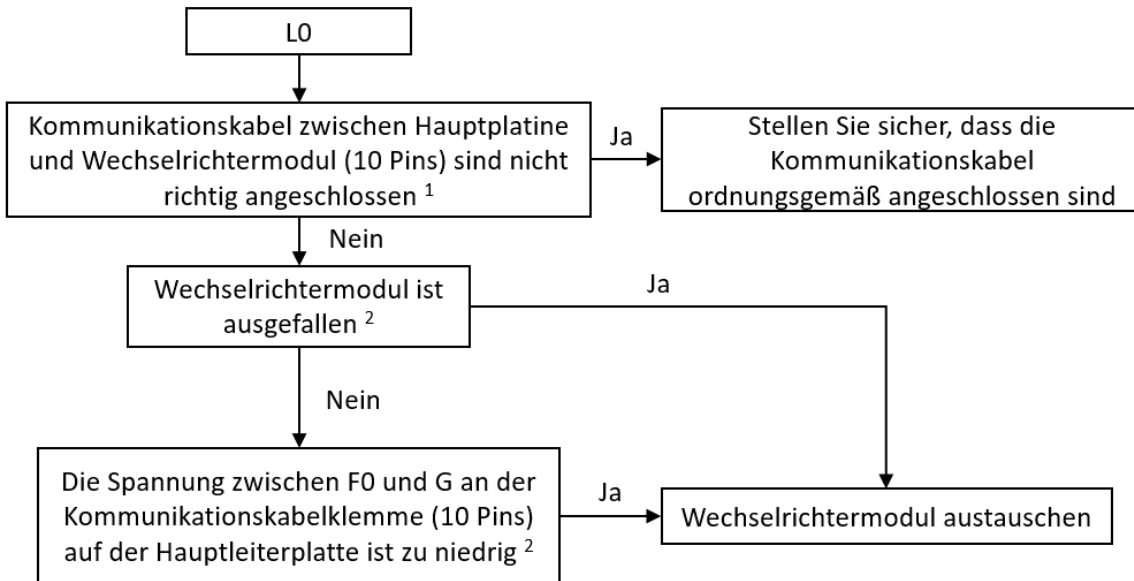 L0
Kommunikationskabel zwischen Hauptplatine
und Wechselrichtermodul (10 Pins) sind nicht
richtig angeschlossen ¹
Ja
Stellen Sie sicher, dass die
Kommunikationskabel
ordnungsgemäß angeschlossen sind
Nein
Wechselrichtermodul ist
ausgefallen ²
Ja
Nein
Die Spannung zwischen F0 und G an der
Kommunikationskabelklemme (10 Pins)
auf der Hauptleiterplatte ist zu niedrig ²
Ja
Wechselrichtermodul austauschen